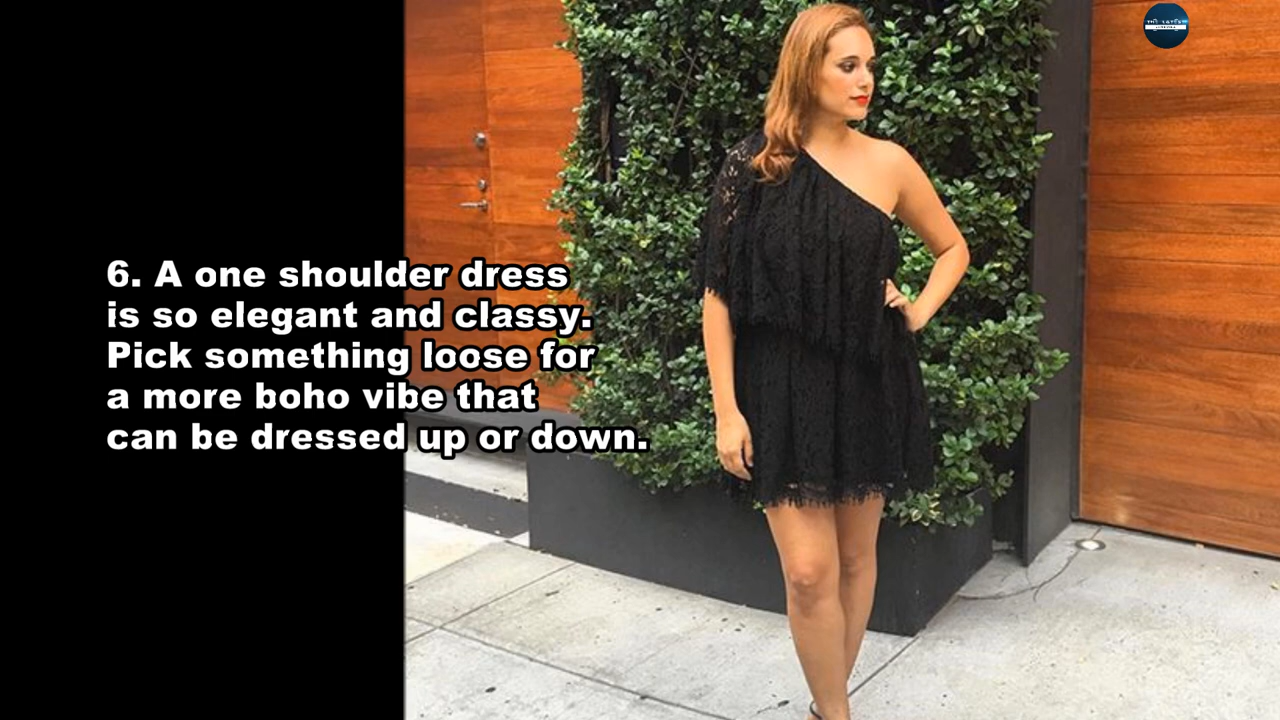 6. A one shoulder dress
is so elegant and classy.
Pick something loose for
a more boho vibe that
can be dressed up or down.